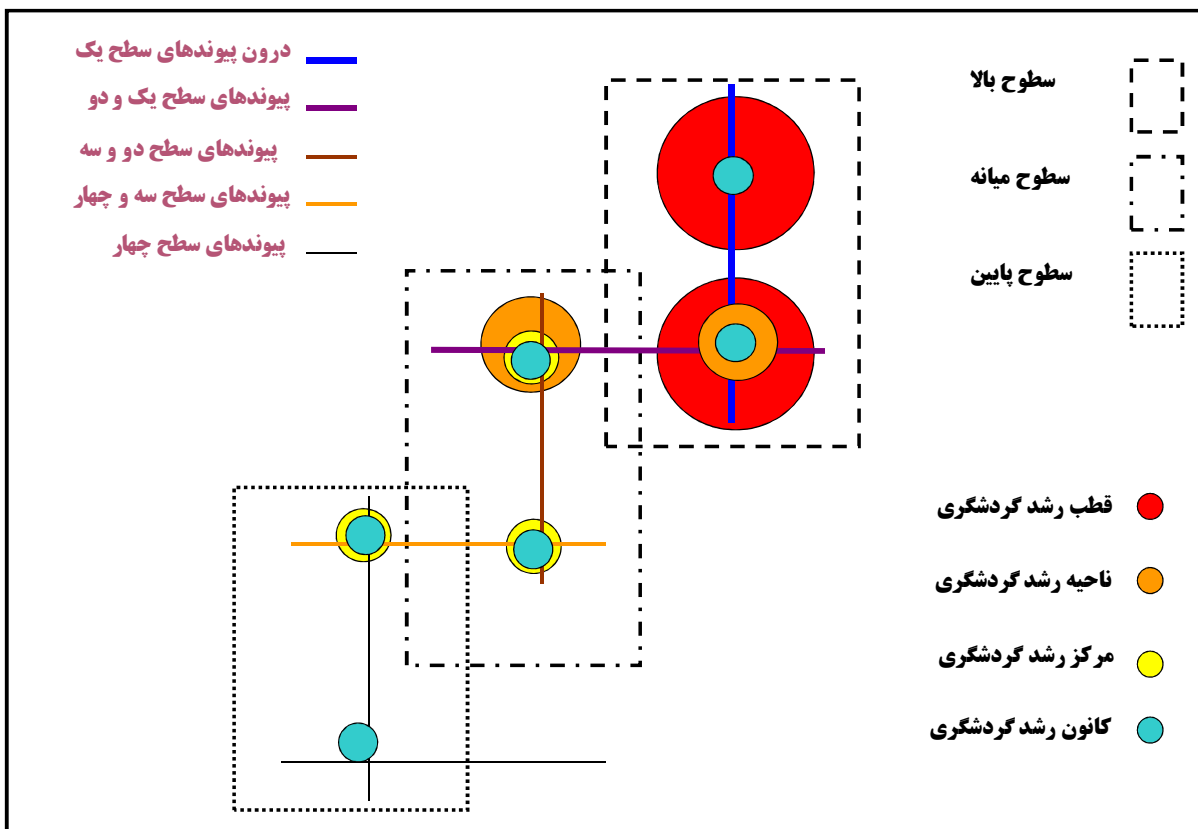 سطوح بالا
سطوح میانه
سطوح پایین
درون پیوندهای سطح یک
پیوندهای سطح یک و دو
پیوندهای سطح دو و سه
پیوندهای سطح سه و چهار
پیوندهای سطح چهار
قطب رشد گردشگری
ناحیه رشد گردشگری
مرکز رشد گردشگری
کانون رشد گردشگری